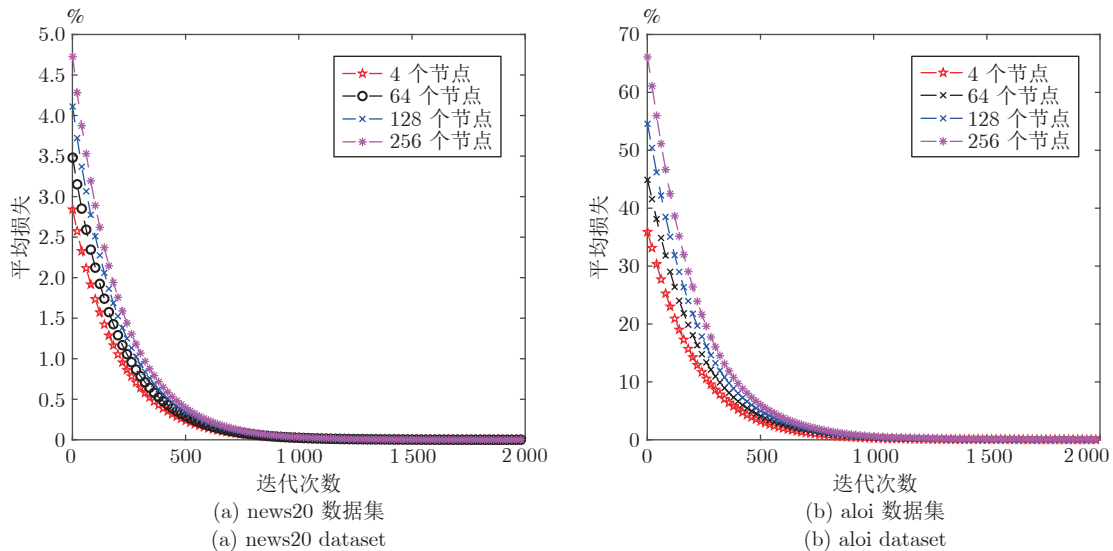 %
5.0
4.5
4.0
3.5
3.0
2.5
2.0
1.5
1.0
0.5
0
平均损失
4 个节点
64 个节点
128 个节点
256 个节点
0
500
1 000
1 500
2 000
迭代次数
(a) news20 数据集
(a) news20 dataset
%
70
60
50
40
30
20
10
0
平均损失
4 个节点
64 个节点
128 个节点
256 个节点
0
500
1 000
1 500
2 000
迭代次数
(b) aloi 数据集
(b) aloi dataset